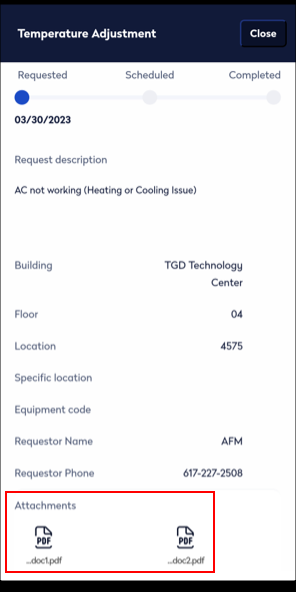 Temperature Adjustment Close
Requested Scheduled Completed
03/30/2023
Request description
AC not working (Heating or Cooling Issue)
Building TGD Technology
Center
Floor 04
Location 4575
Specific location
Equipment code
Requestor Name AFM
Requestor Phone 617-227-2508
Attachments
PDF PDF
...doc1.pdf ...doc2.pdf